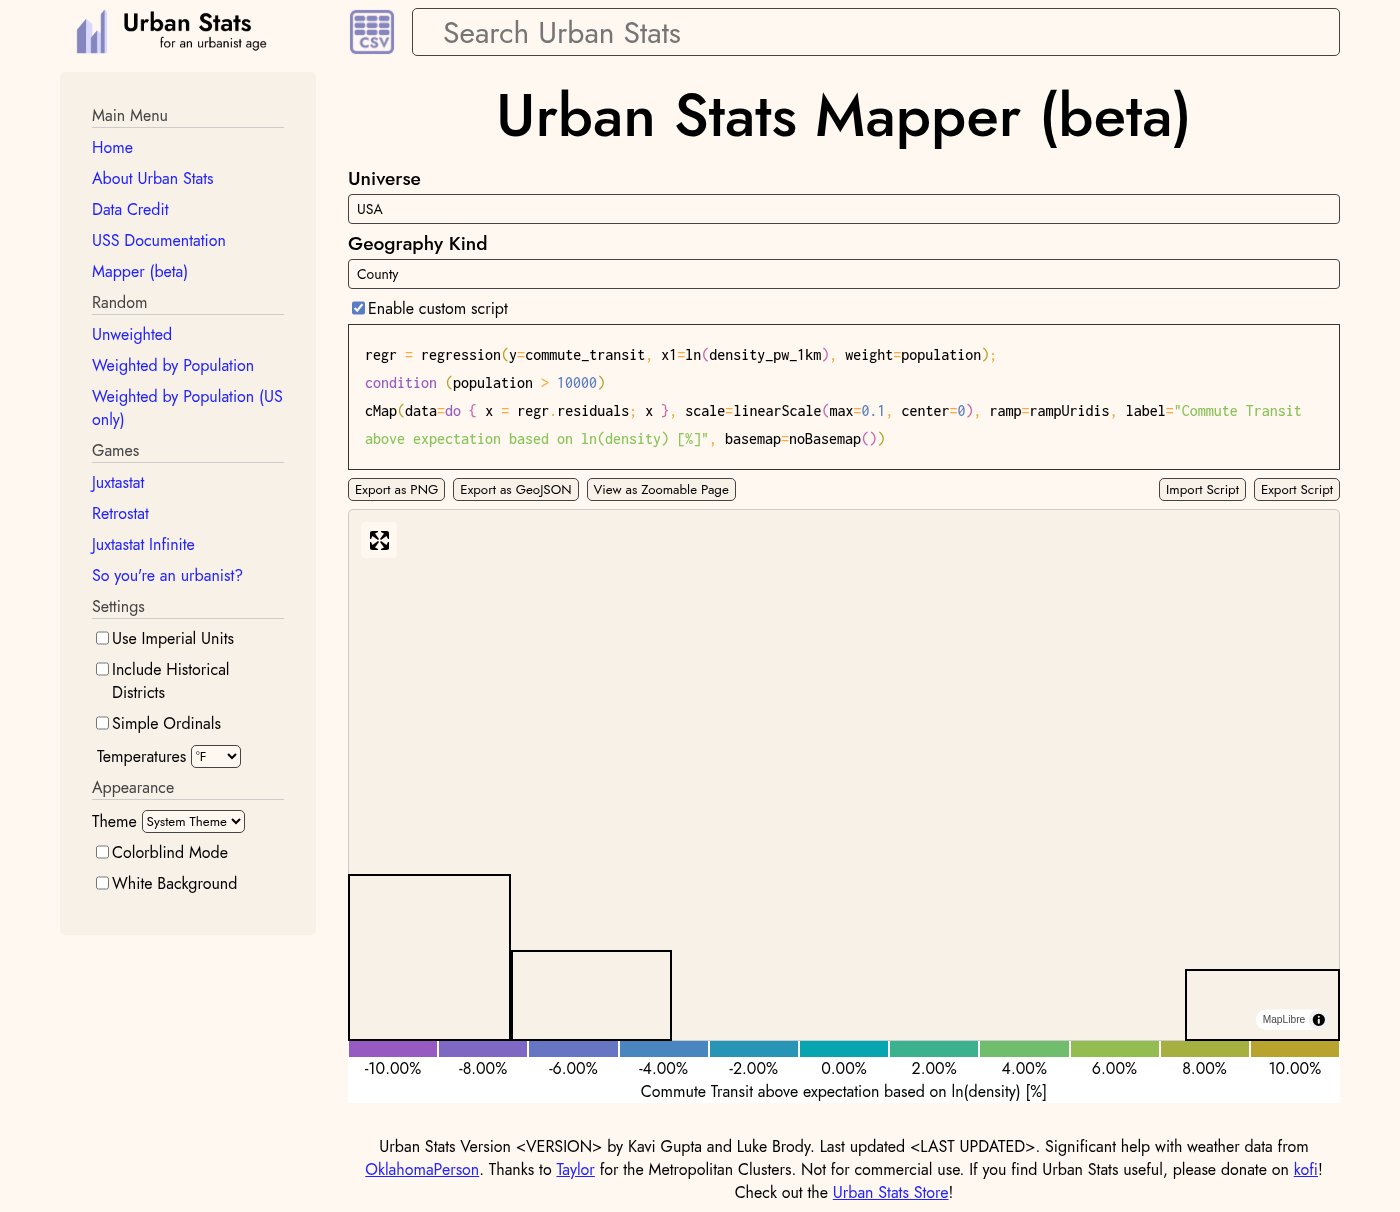 Urban Stats
for an urbanist age
CSV
Search Urban Stats
Main Menu
Home
About Urban Stats
Data Credit
USS Documentation
Mapper (beta)
Random
Unweighted
Weighted by Population
Weighted by Population (US
only)
Games
Juxtastat
Retrostat
Juxtastat Infinite
So you're an urbanist?
Settings
Use Imperial Units
Include Historical
Districts
Simple Ordinals
Temperatures °F
Appearance
Theme System Theme
Colorblind Mode
White Background
Urban Stats Mapper (beta)
Universe
USA
Geography Kind
County
Enable custom script
regr = regression(y=commute_transit, x1=ln(density_pw_1km), weight=population);
condition (population > 10000)
cMap(data=do { x = regr.residuals; x }, scale=linearScale(max=0.1, center=0), ramp=rampUridis, label="Commute Transit
above expectation based on ln(density) [%]", basemap=noBasemap())
Export as PNG Export as GeoJSON View as Zoomable Page Import Script Export Script
MapLibre
-10.00% -8.00% -6.00% -4.00% -2.00% 0.00% 2.00% 4.00% 6.00% 8.00% 10.00%
Commute Transit above expectation based on ln(density) [%]
Urban Stats Version <VERSION> by Kavi Gupta and Luke Brody. Last updated <LAST UPDATED>. Significant help with weather data from
OklahomaPerson. Thanks to Taylor for the Metropolitan Clusters. Not for commercial use. If you find Urban Stats useful, please donate on kofi!
Check out the Urban Stats Store!